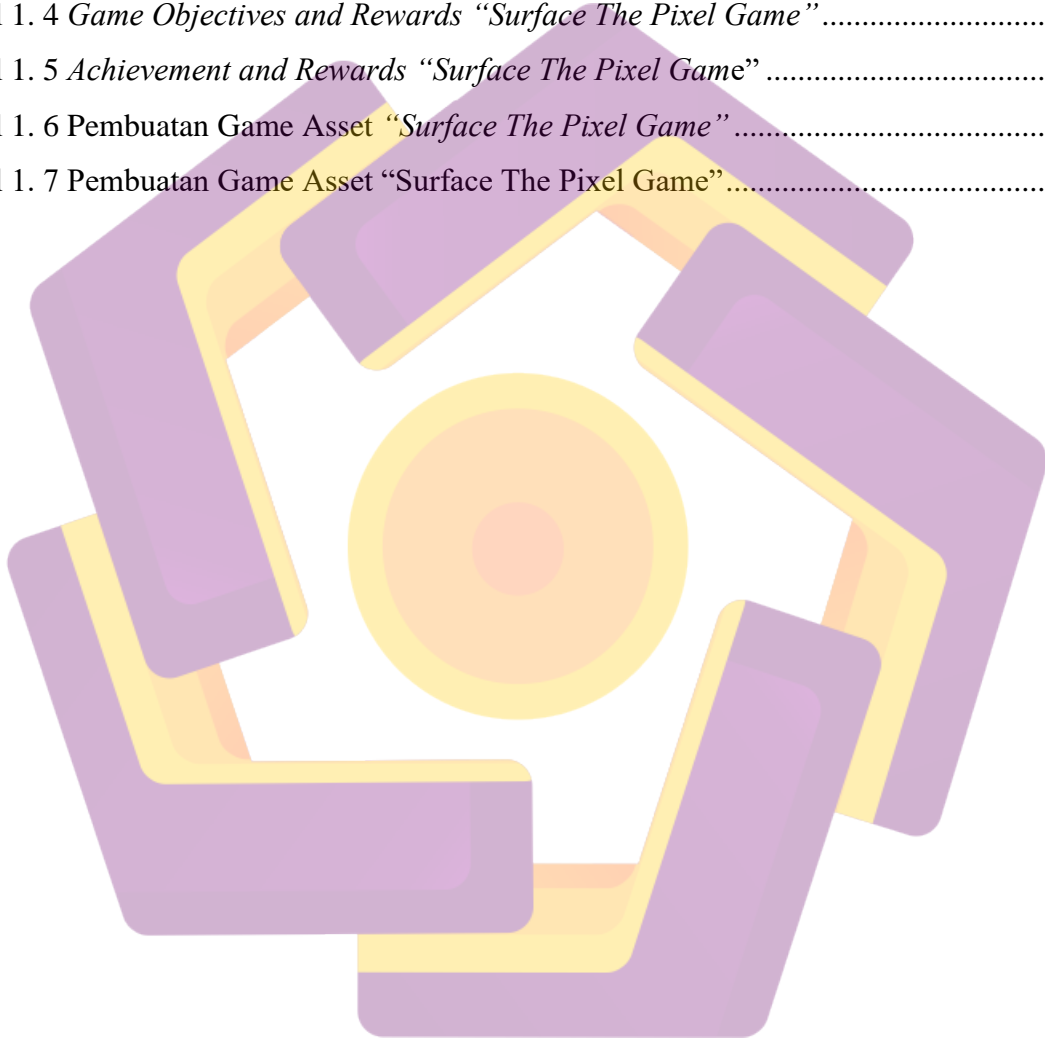 l 1. 4 Game Objectives and Rewards “Surface The Pixel Game”..............................
l 1. 5 Achievement and Rewards “Surface The Pixel Game” .....................................
l 1. 6 Pembuatan Game Asset “Surface The Pixel Game” .........................................
l 1. 7 Pembuatan Game Asset “Surface The Pixel Game”..........................................